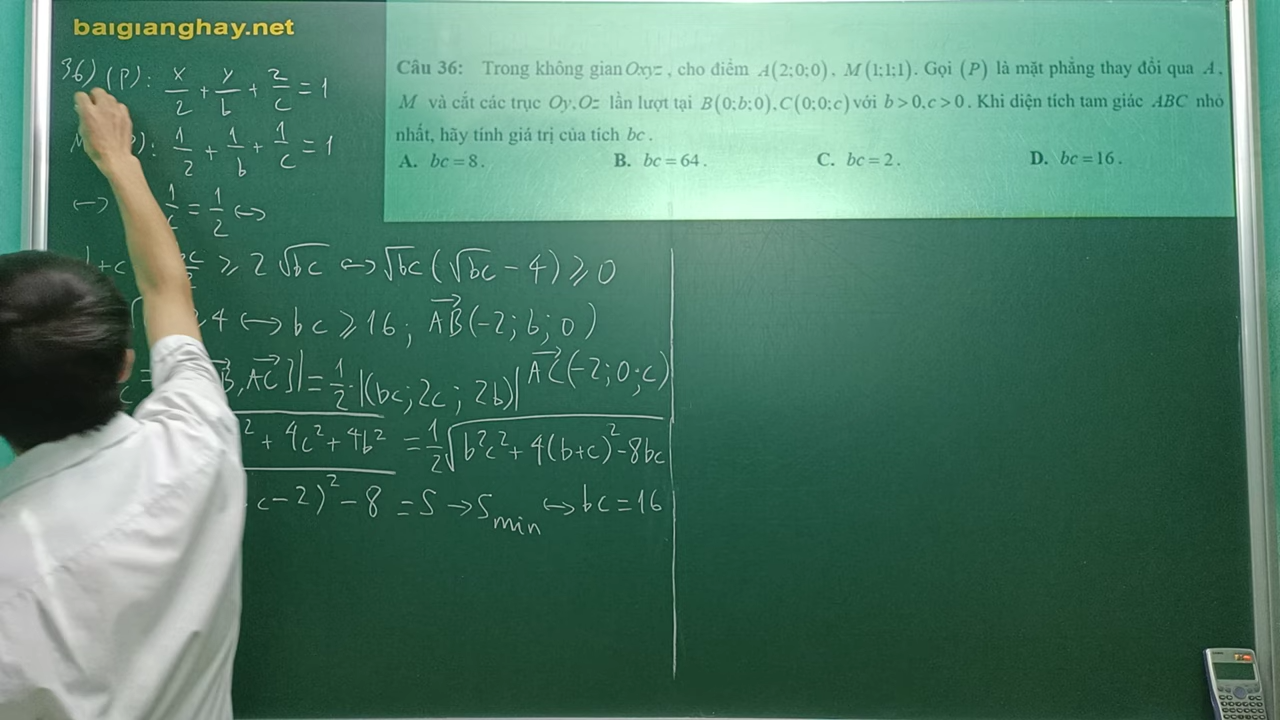 baigianghay.net
Câu 36: Trong không gian Oxyz, cho điểm A(2;0;0), M(1;1;1). Gọi (P) là mặt phẳng thay đổi qua A,
M và cắt các trục Oy,Oz lần lượt tại B(0;b;0),C(0;0;c) với b>0,c>0. Khi diện tích tam giác ABC nhỏ
nhất, hãy tính giá trị của tích bc.
A. bc=8. B. bc=64. C. bc=2. D. bc=16.
36) (P): x/2 + y/b + z/c = 1
): 1/2 + 1/b + 1/c = 1
↔ = 1/2 ↔
+c ≥ 2√bc ↔ √bc(√bc - 4) ≥ 0
4 ↔ bc ≥ 16; AB(-2; b; 0)
, AC]| = 1/2.|(bc; 2c; 2b)| AC(-2; 0; c)
² + 4c² + 4b² = 1/2√b²c² + 4(b+c)² - 8bc
c-2)² - 8 = S → S min ↔ bc = 16